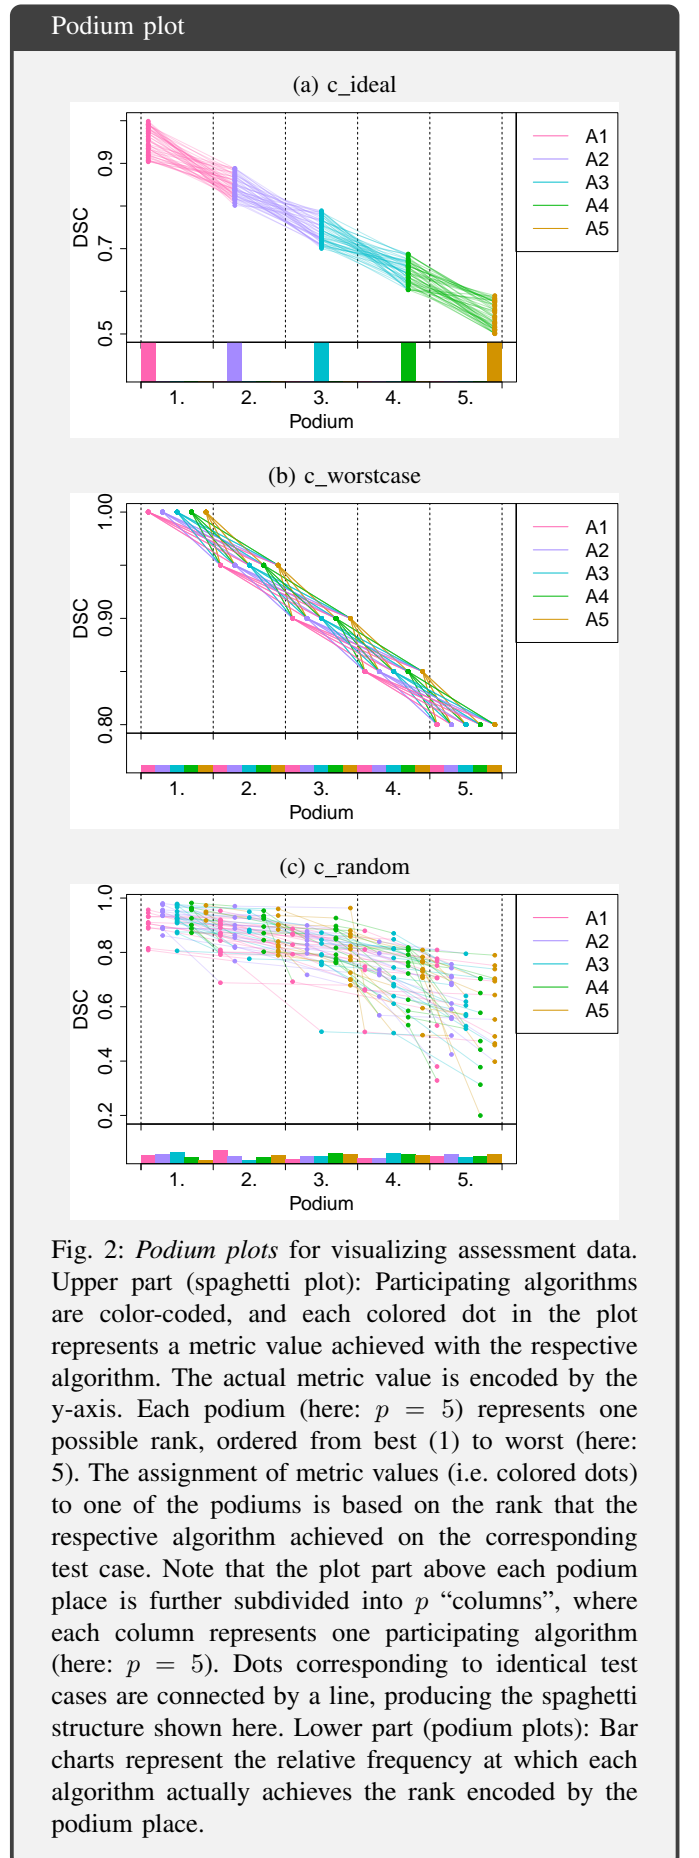 Podium plot
(a) c_ideal
A1
A2
A3
A4
A5
0.9
0.7
0.5
DSC
1. 2. 3. 4. 5.
Podium
(b) c_worstcase
A1
A2
A3
A4
A5
1.00
0.90
0.80
DSC
1. 2. 3. 4. 5.
Podium
(c) c_random
A1
A2
A3
A4
A5
1.0
0.8
0.6
0.4
0.2
DSC
1. 2. 3. 4. 5.
Podium
Fig. 2: Podium plots for visualizing assessment data.
Upper part (spaghetti plot): Participating algorithms
are color-coded, and each colored dot in the plot
represents a metric value achieved with the respective
algorithm. The actual metric value is encoded by the
y-axis. Each podium (here: p = 5) represents one
possible rank, ordered from best (1) to worst (here:
5). The assignment of metric values (i.e. colored dots)
to one of the podiums is based on the rank that the
respective algorithm achieved on the corresponding
test case. Note that the plot part above each podium
place is further subdivided into p “columns”, where
each column represents one participating algorithm
(here: p = 5). Dots corresponding to identical test
cases are connected by a line, producing the spaghetti
structure shown here. Lower part (podium plots): Bar
charts represent the relative frequency at which each
algorithm actually achieves the rank encoded by the
podium place.